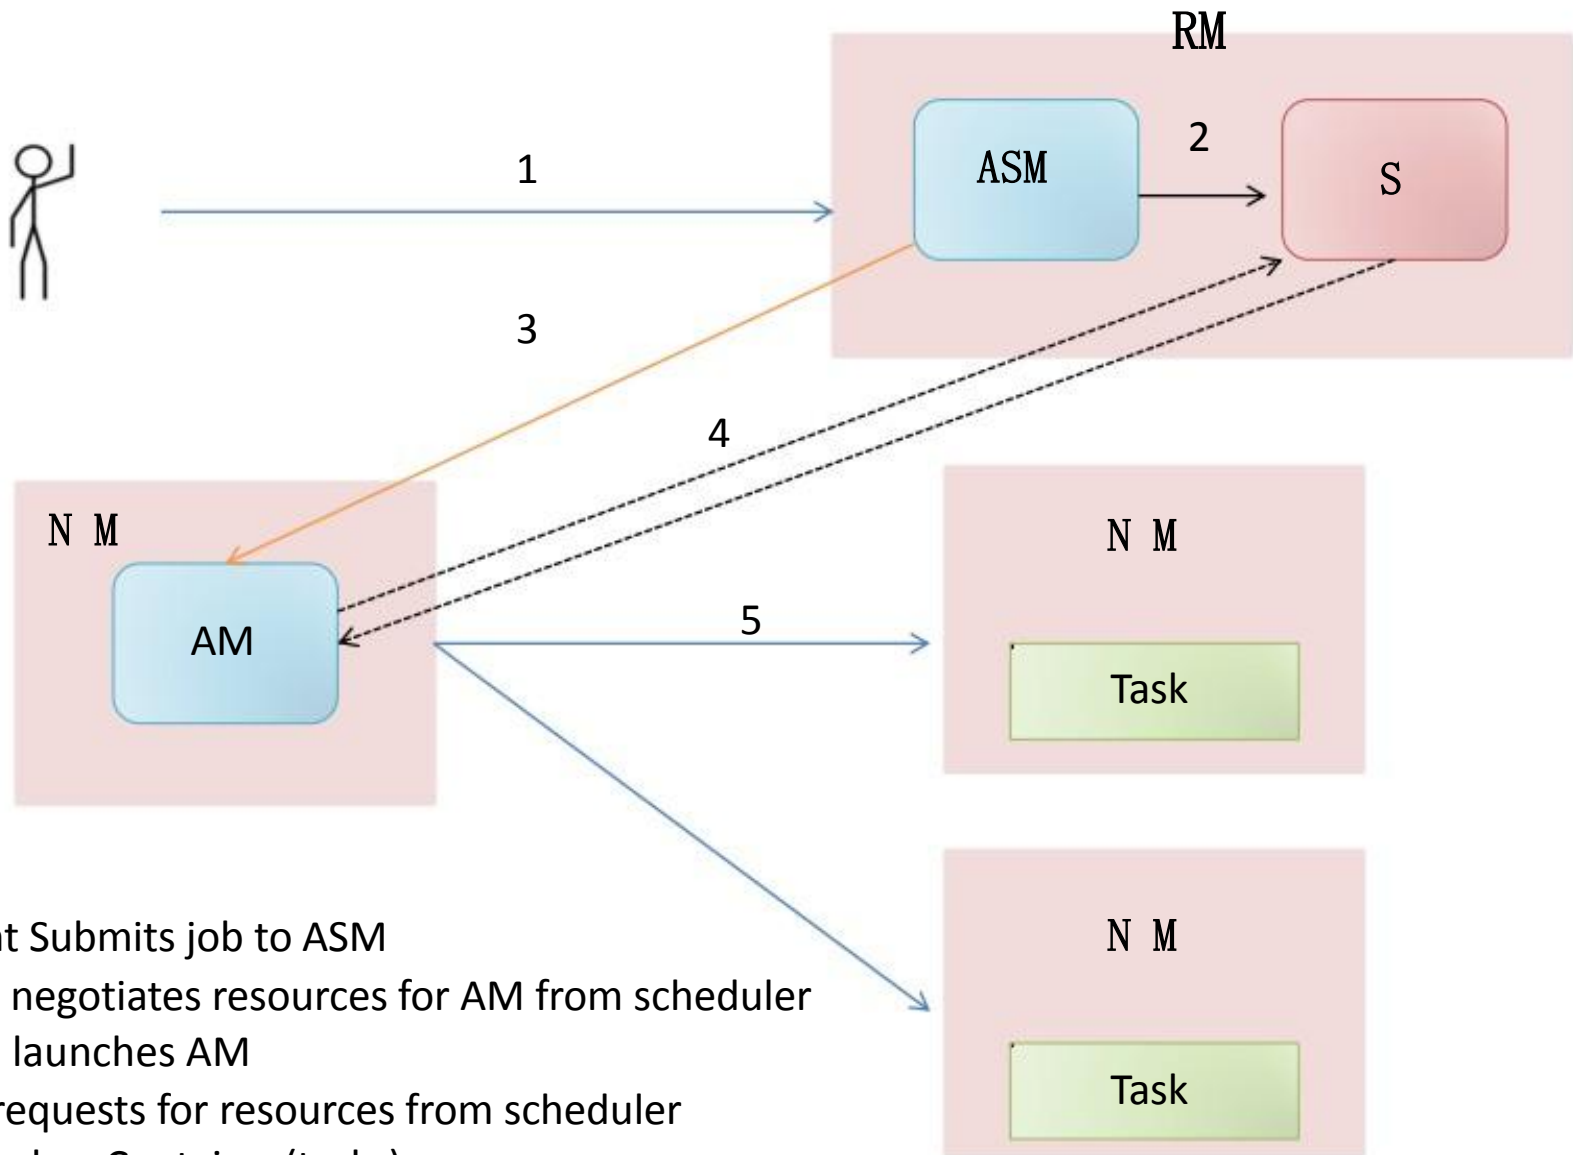 RM
1
ASM
2
S
3
4
N M
AM
5
N M
Task
N M
Task
Submits job to ASM
negotiates resources for AM from scheduler
launches AM
requests for resources from scheduler